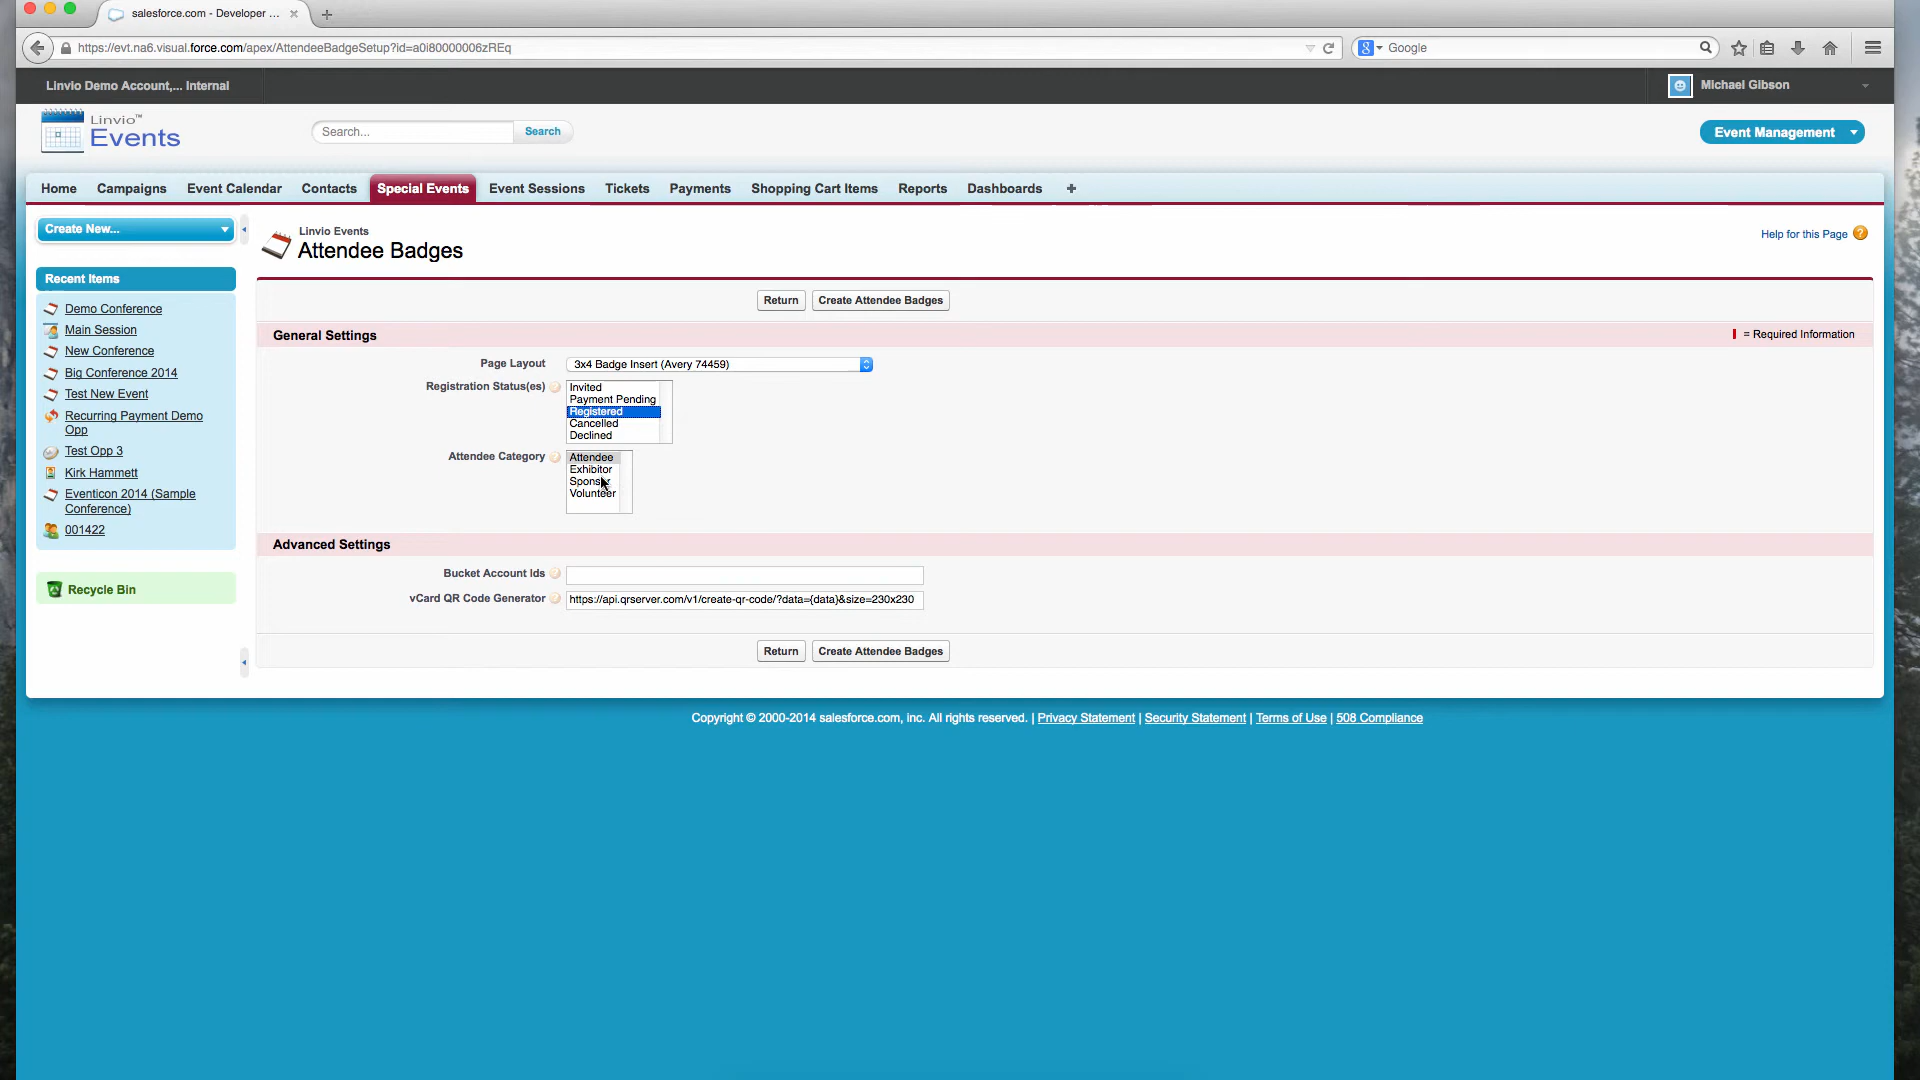 salesforce.com - Developer ...
https://evt.na6.visual.force.com/apex/AttendeeBadgeSetup?id=a0i80000006zREq
Google
Linvio Demo Account,... Internal
Michael Gibson
Linvio™
Events
Search...
Search
Event Management
Home
Campaigns
Event Calendar
Contacts
Special Events
Event Sessions
Tickets
Payments
Shopping Cart Items
Reports
Dashboards
Create New...
Recent Items
Demo Conference
Main Session
New Conference
Big Conference 2014
Test New Event
Recurring Payment Demo
Opp
Test Opp 3
Kirk Hammett
Eventicon 2014 (Sample
Conference)
001422
Recycle Bin
Linvio Events
Attendee Badges
Help for this Page
Return
Create Attendee Badges
General Settings
= Required Information
Page Layout
3x4 Badge Insert (Avery 74459)
Registration Status(es)
Invited
Payment Pending
Registered
Cancelled
Declined
Attendee Category
Attendee
Exhibitor
Sponsor
Volunteer
Advanced Settings
Bucket Account Ids
vCard QR Code Generator
https://api.qrserver.com/v1/create-qr-code/?data={data}&size=230x230
Return
Create Attendee Badges
Copyright © 2000-2014 salesforce.com, inc. All rights reserved. | Privacy Statement | Security Statement | Terms of Use | 508 Compliance